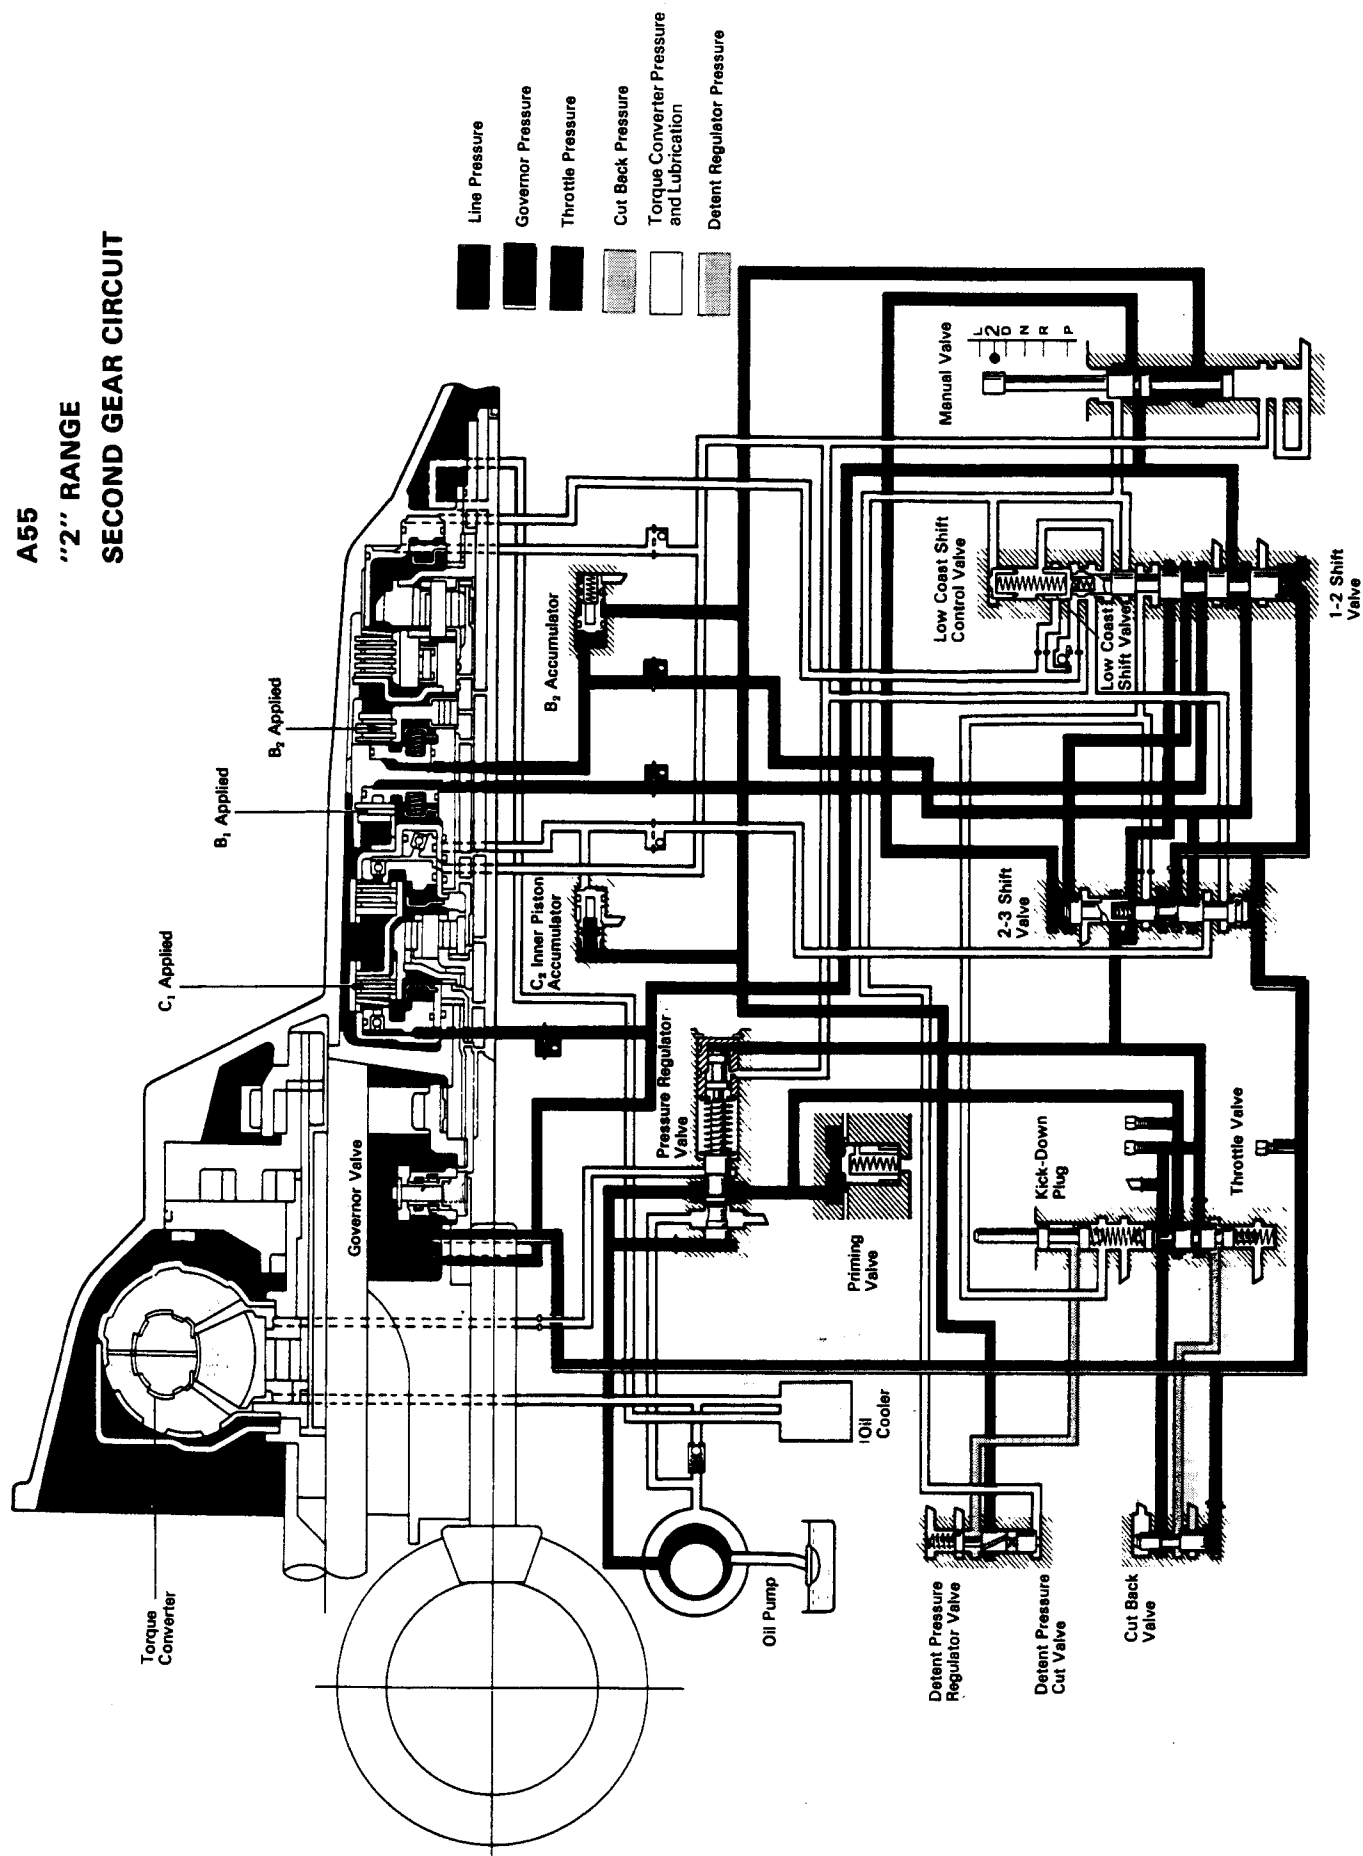 A55
"2" RANGE
SECOND GEAR CIRCUIT
Line Pressure
Governor Pressure
Throttle Pressure
Cut Back Pressure
Torque Converter Pressure
and Lubrication
Detent Regulator Pressure
Torque
Converter
C₁ Applied
B₁ Applied
B₂ Applied
Governor Valve
C₂ Inner Piston
Accumulator
B₂ Accumulator
Pressure Regulator
Valve
Priming
Valve
Oil
Cooler
Oil Pump
Manual Valve
L
2
D
N
R
P
Low Coast Shift
Control Valve
Low Coast
Shift Valve
1-2 Shift
Valve
2-3 Shift
Valve
Kick-Down
Plug
Throttle Valve
Detent Pressure
Regulator Valve
Detent Pressure
Cut Valve
Cut Back
Valve